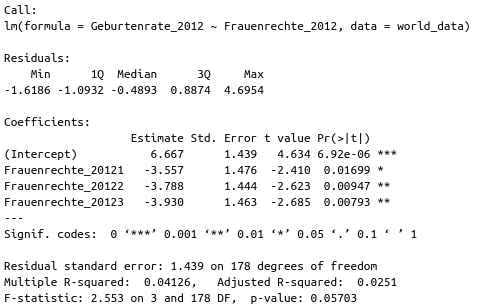 Call:
lm(formula = Geburtenrate_2012 ~ Frauenrechte_2012, data = world_data)
Residuals:
Min 1Q Median 3Q Max
-1.6186 -1.0932 -0.4893 0.8874 4.6954
Coefficients:
Estimate Std. Error t value Pr(>|t|)
(Intercept) 6.667 1.439 4.634 6.92e-06 ***
Frauenrechte_20121 -3.557 1.476 -2.410 0.01699 *
Frauenrechte_20122 -3.788 1.444 -2.623 0.00947 **
Frauenrechte_20123 -3.930 1.463 -2.685 0.00793 **
---
Signif. codes: 0 ‘***’ 0.001 ‘**’ 0.01 ‘*’ 0.05 ‘.’ 0.1 ‘ ’ 1
Residual standard error: 1.439 on 178 degrees of freedom
Multiple R-squared: 0.04126, Adjusted R-squared: 0.0251
F-statistic: 2.553 on 3 and 178 DF, p-value: 0.05703